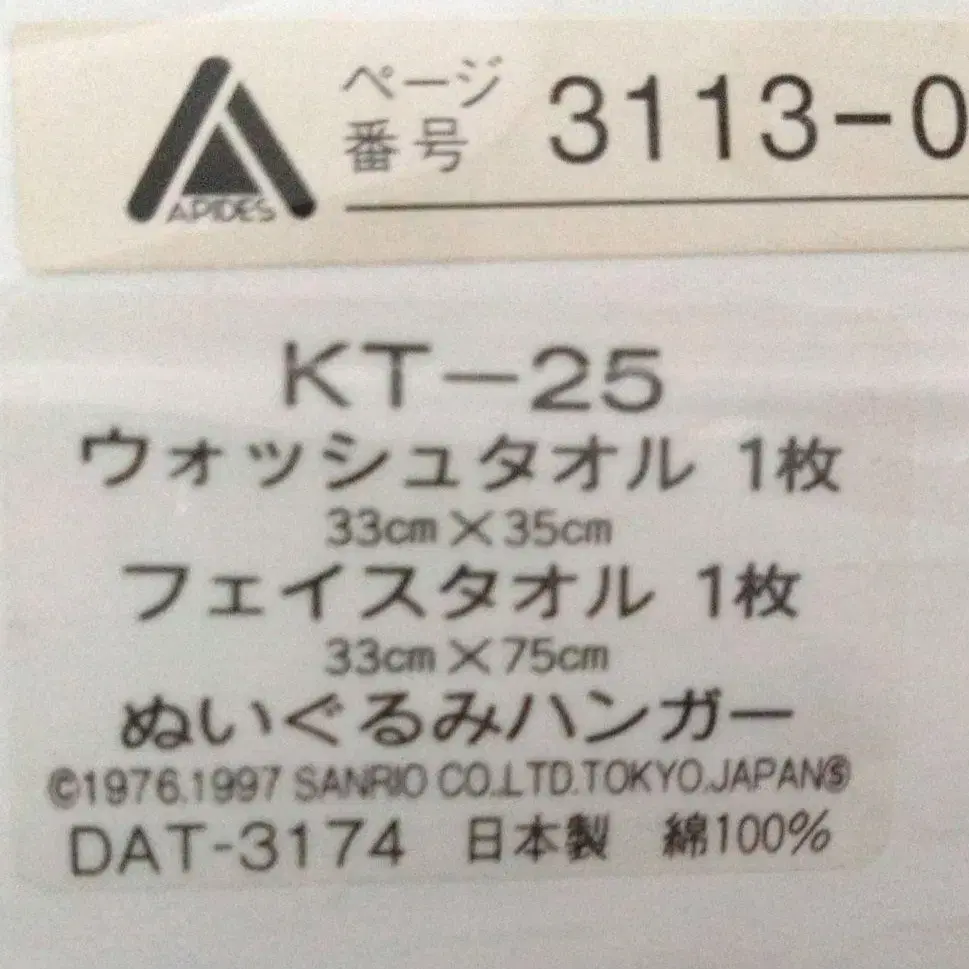 APIDES
ページ
番号
3113-0
KT-25
ウォッシュタオル 1枚
33cm×35cm
フェイスタオル 1枚
33cm×75cm
ぬいぐるみハンガー
©1976.1997 SANRIO CO.LTD.TOKYO.JAPANⓈ
DAT-3174 日本製 綿100%